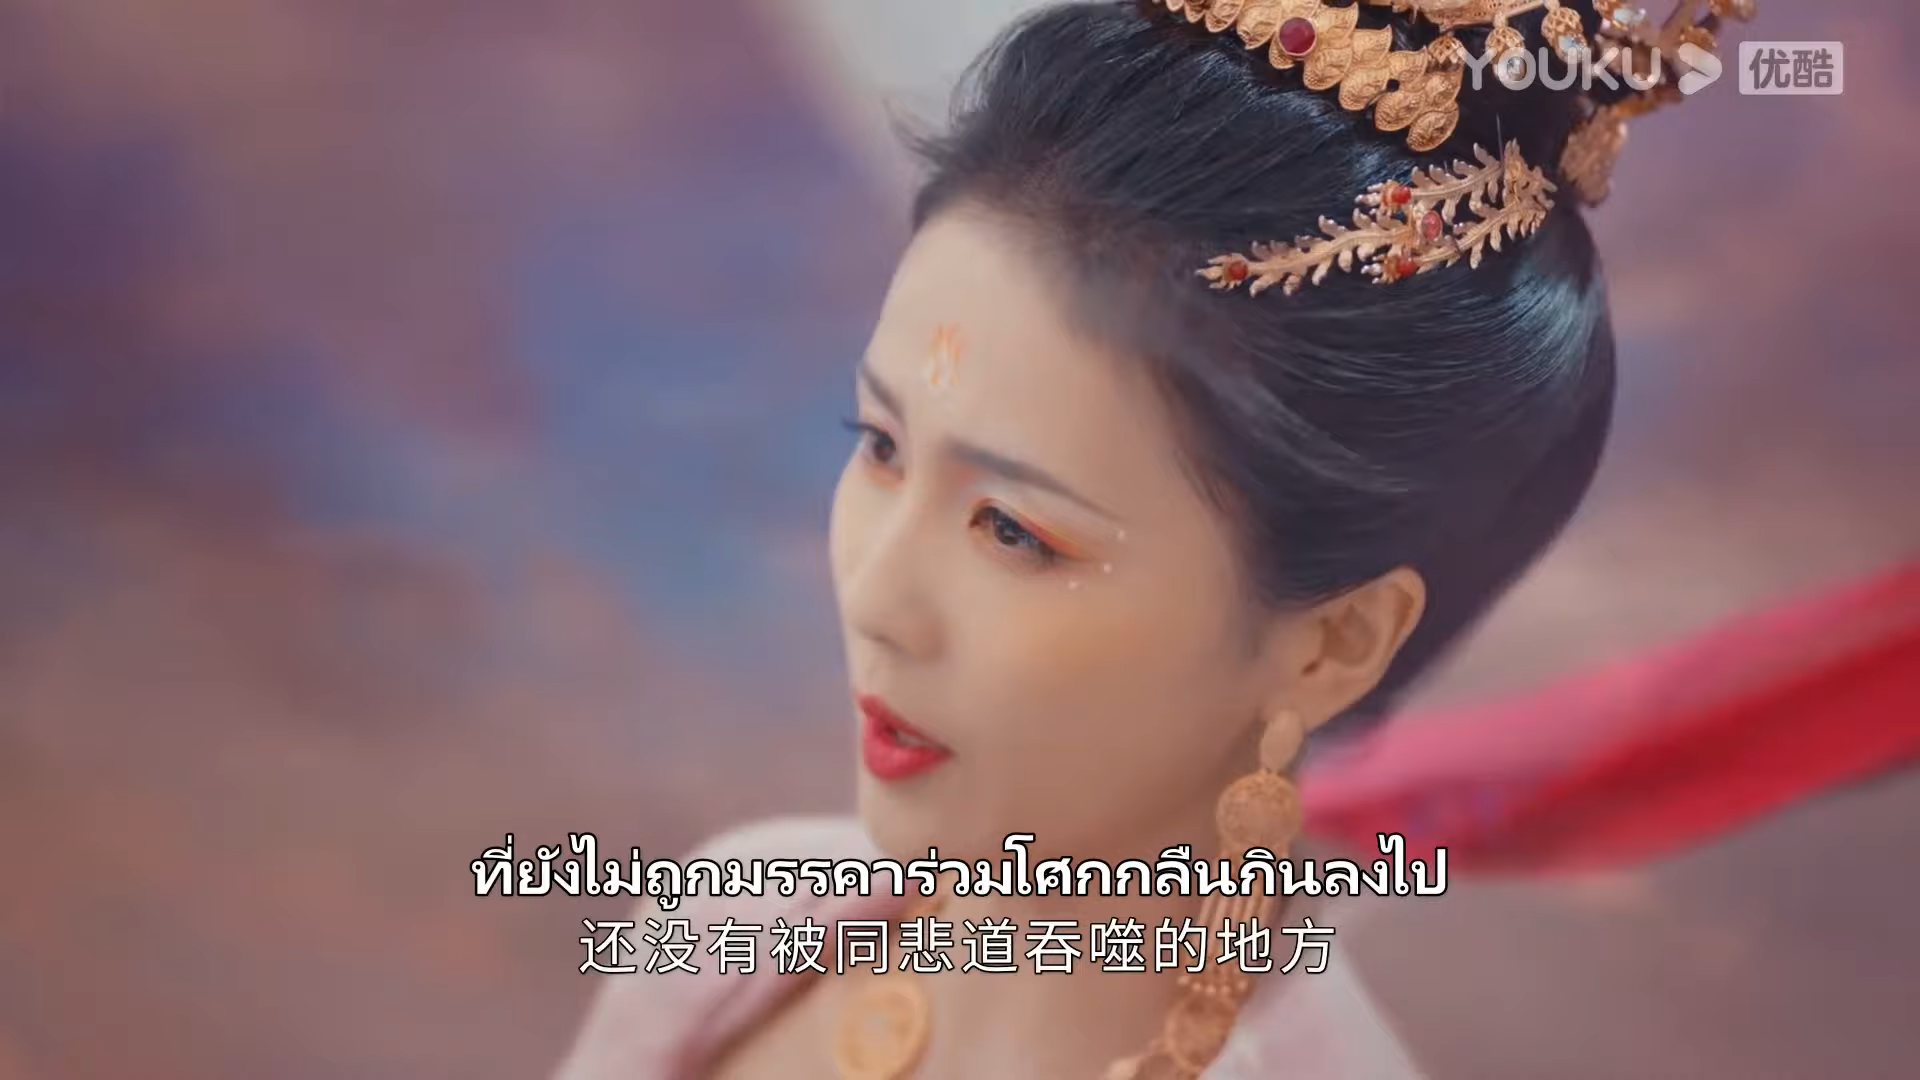 YOUKU 优酷
ที่ยังไม่ถูกมรรคาร่วมโศกกลืนกินลงไป
还没有被同悲道吞噬的地方